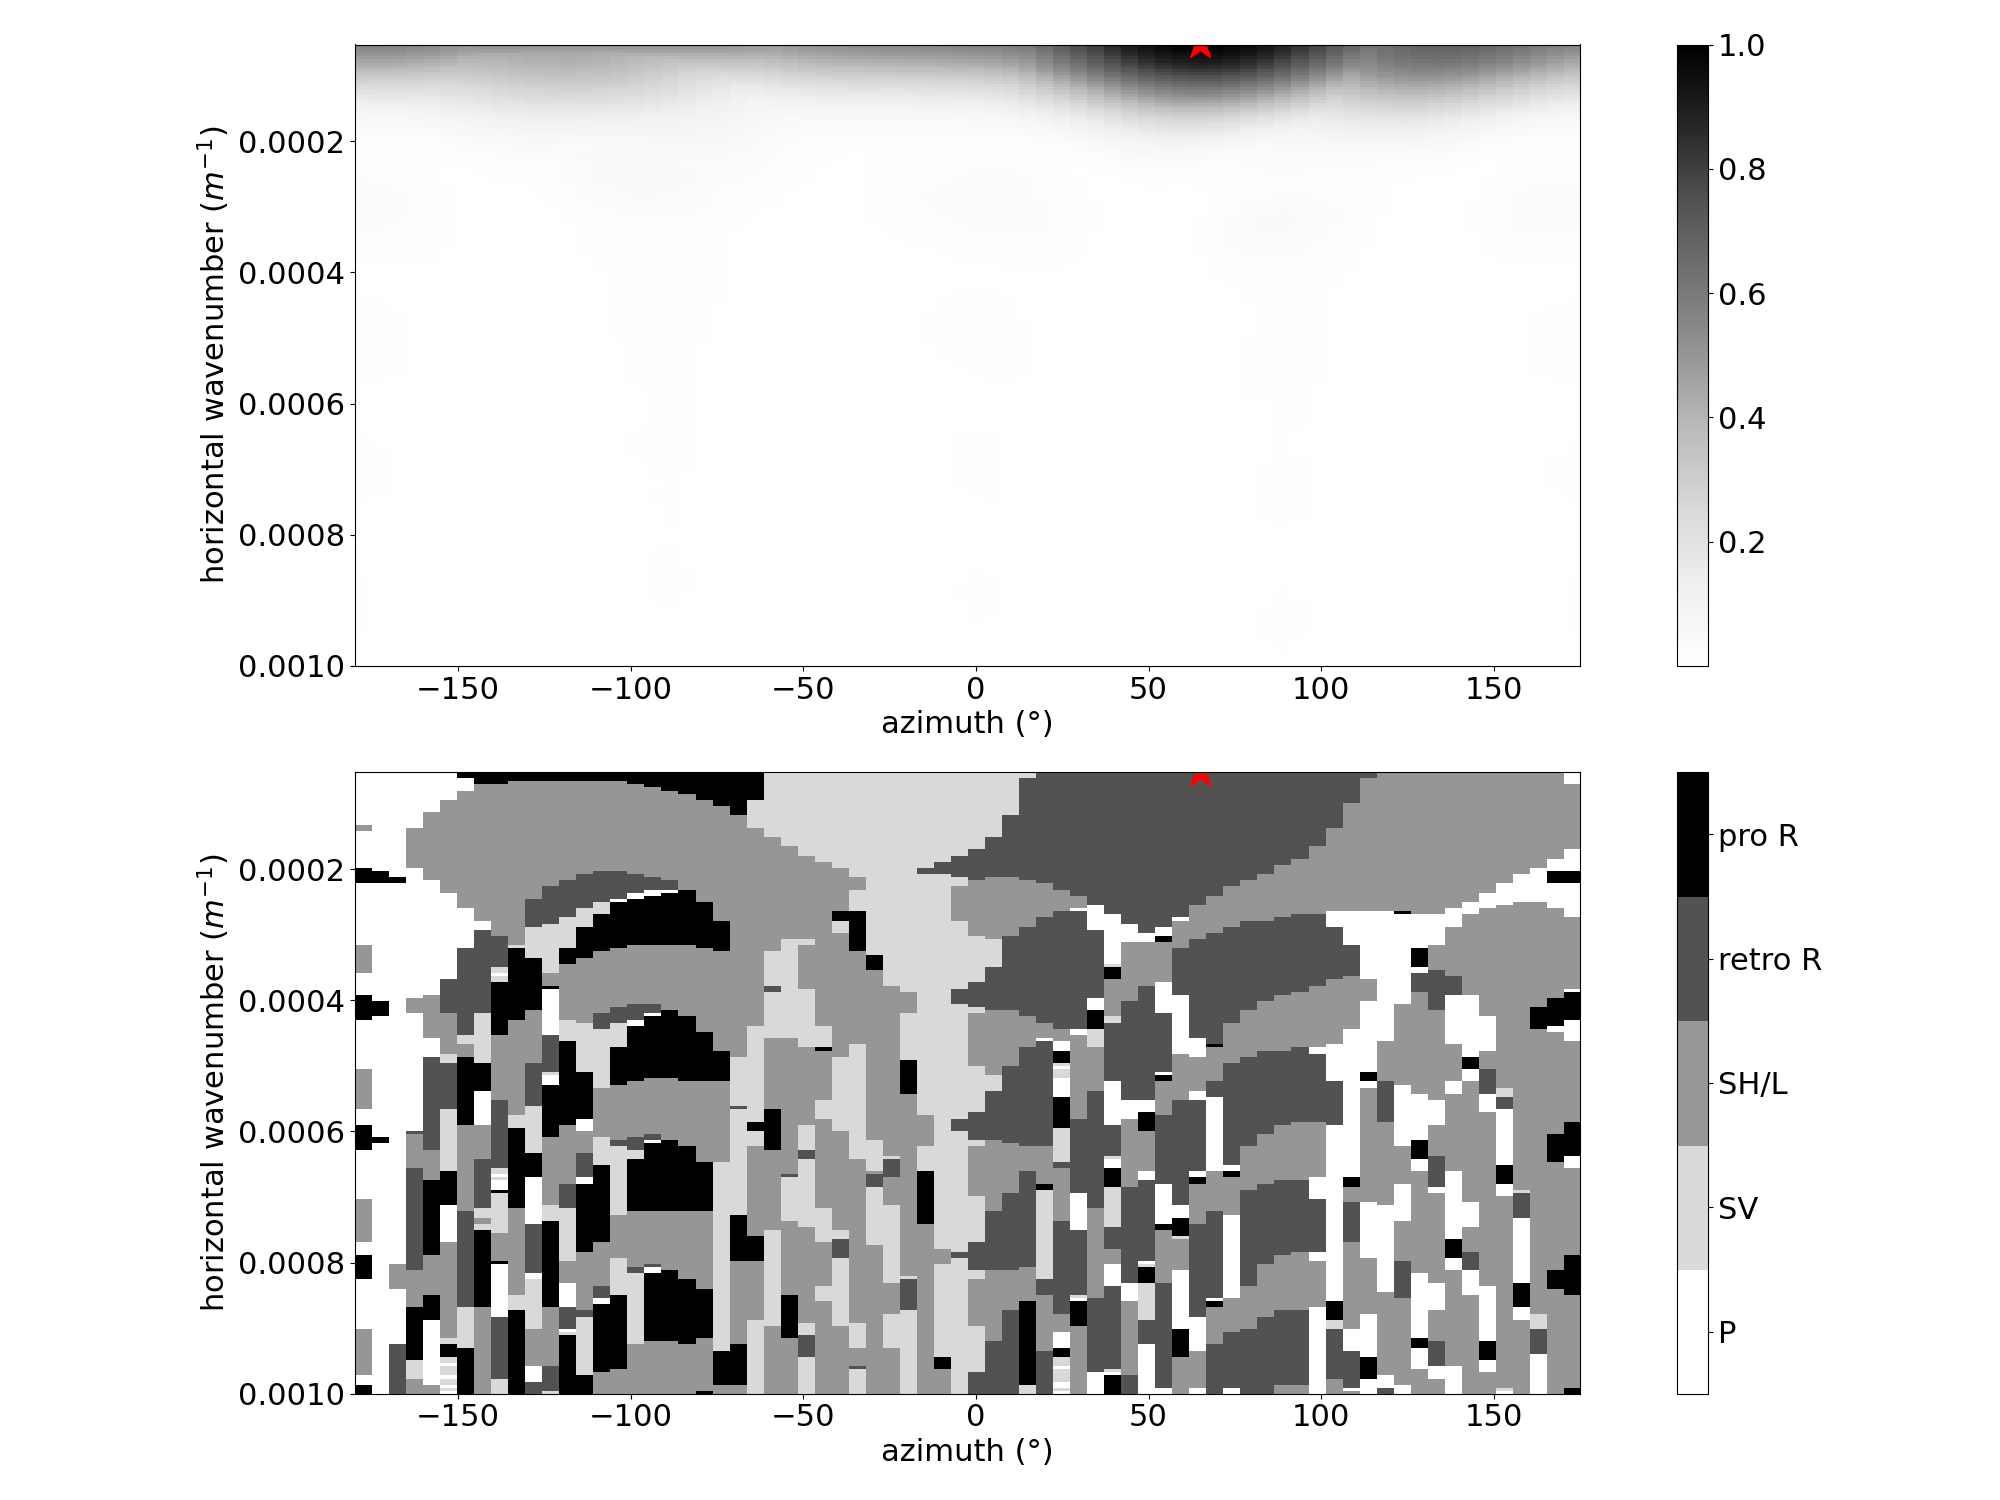 horizontal wavenumber (m⁻¹)
0.0002
0.0004
0.0006
0.0008
0.0010
−150 −100 −50 0 50 100 150
azimuth (°)
1.0
0.8
0.6
0.4
0.2
horizontal wavenumber (m⁻¹)
0.0002
0.0004
0.0006
0.0008
0.0010
−150 −100 −50 0 50 100 150
azimuth (°)
pro R
retro R
SH/L
SV
P